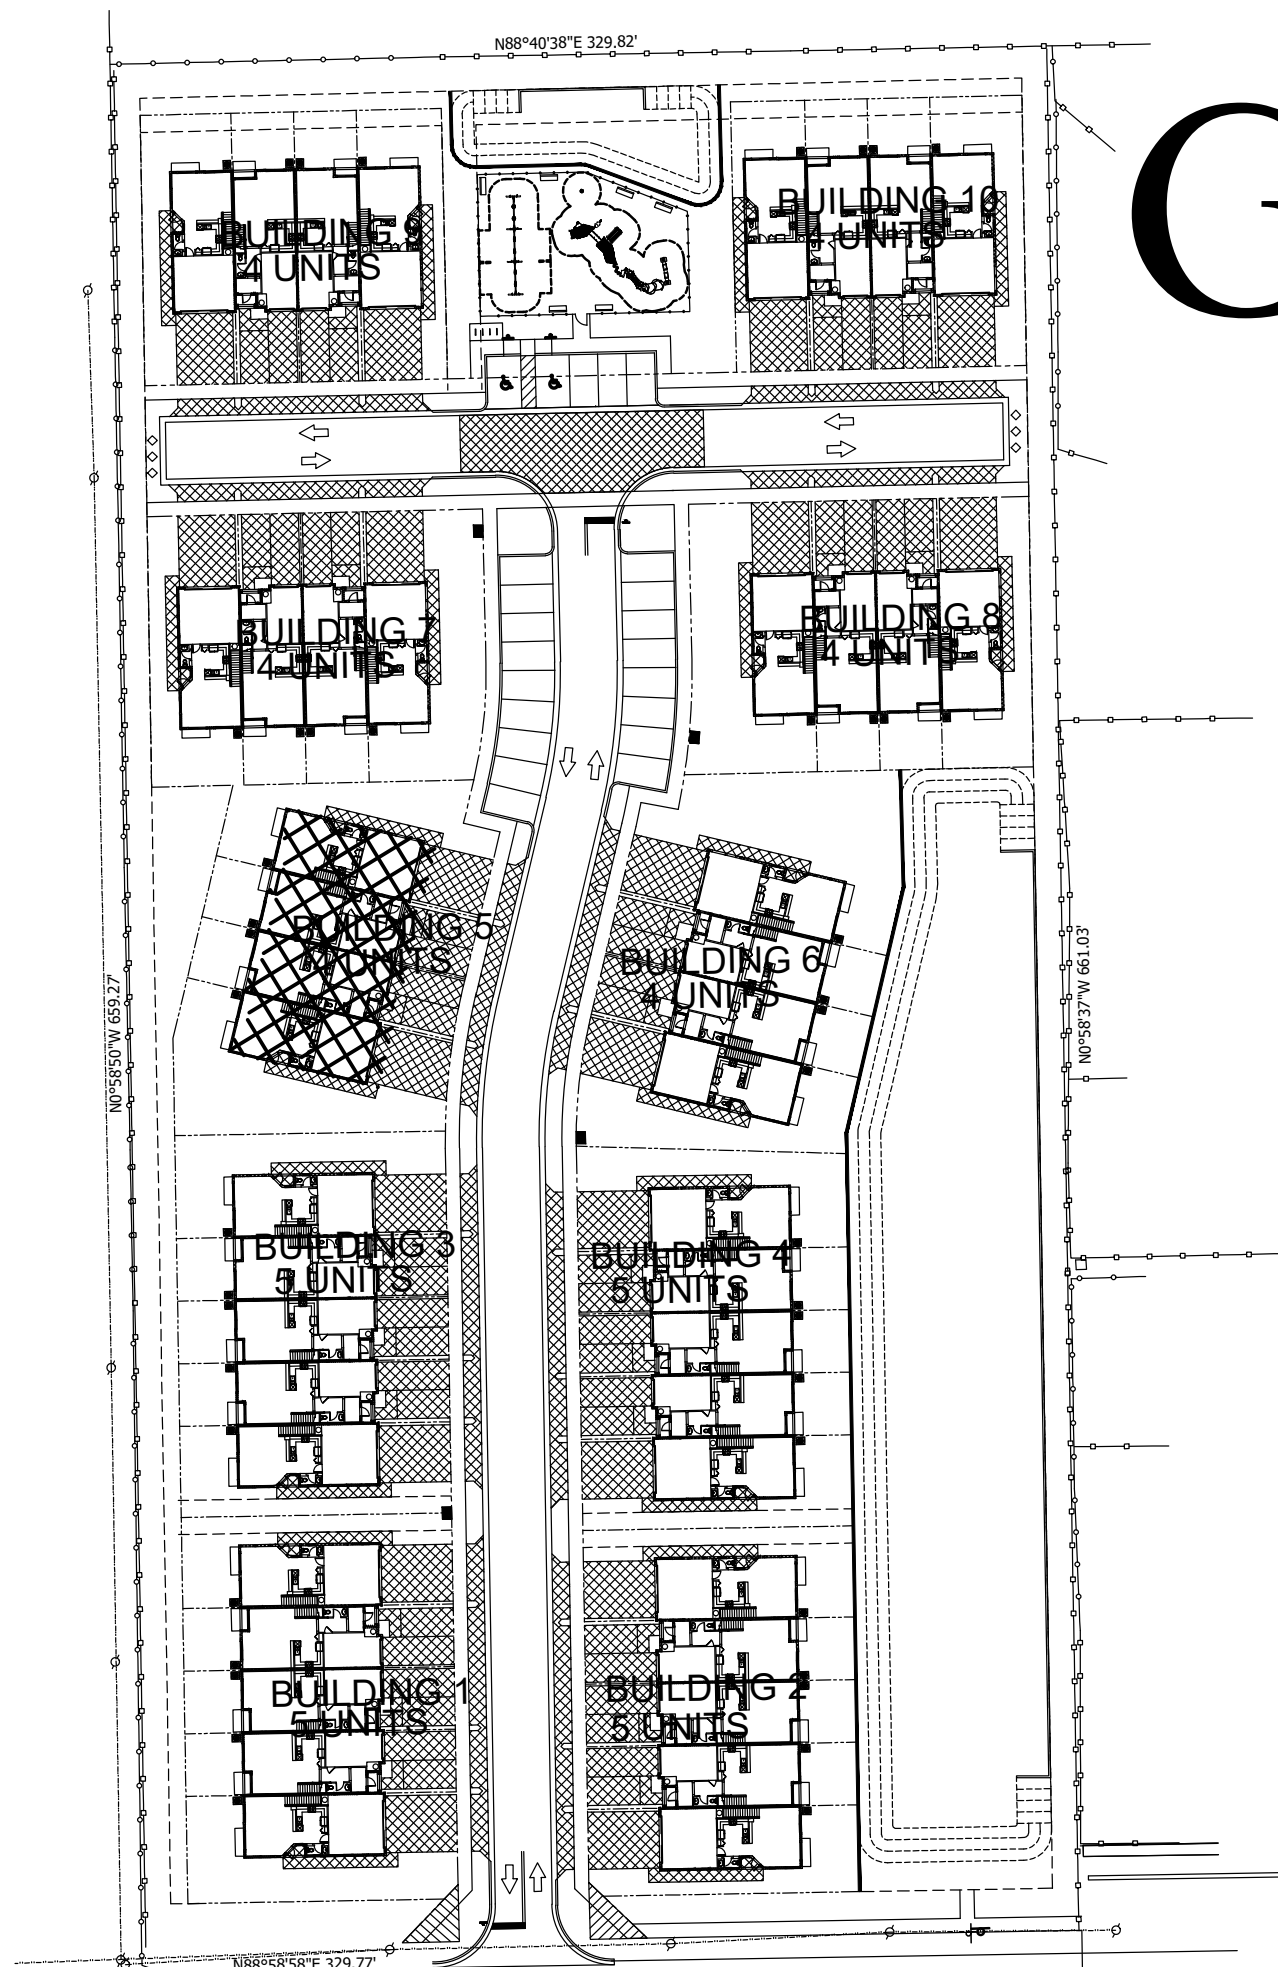 N88°40'38"E 329.82'
G
BUILDING 9
4 UNITS
BUILDING 10
4 UNITS
BUILDING 7
4 UNITS
BUILDING 8
4 UNITS
BUILDING 5
UNITS
BUILDING 6
4 UNITS
N0°58'50"W 659.27'
N0°58'37"W 661.03'
BUILDING 3
5 UNITS
BUILDING 4
5 UNITS
BUILDING 1
5 UNITS
BUILDING 2
5 UNITS
N88°58'58"E 329.77'